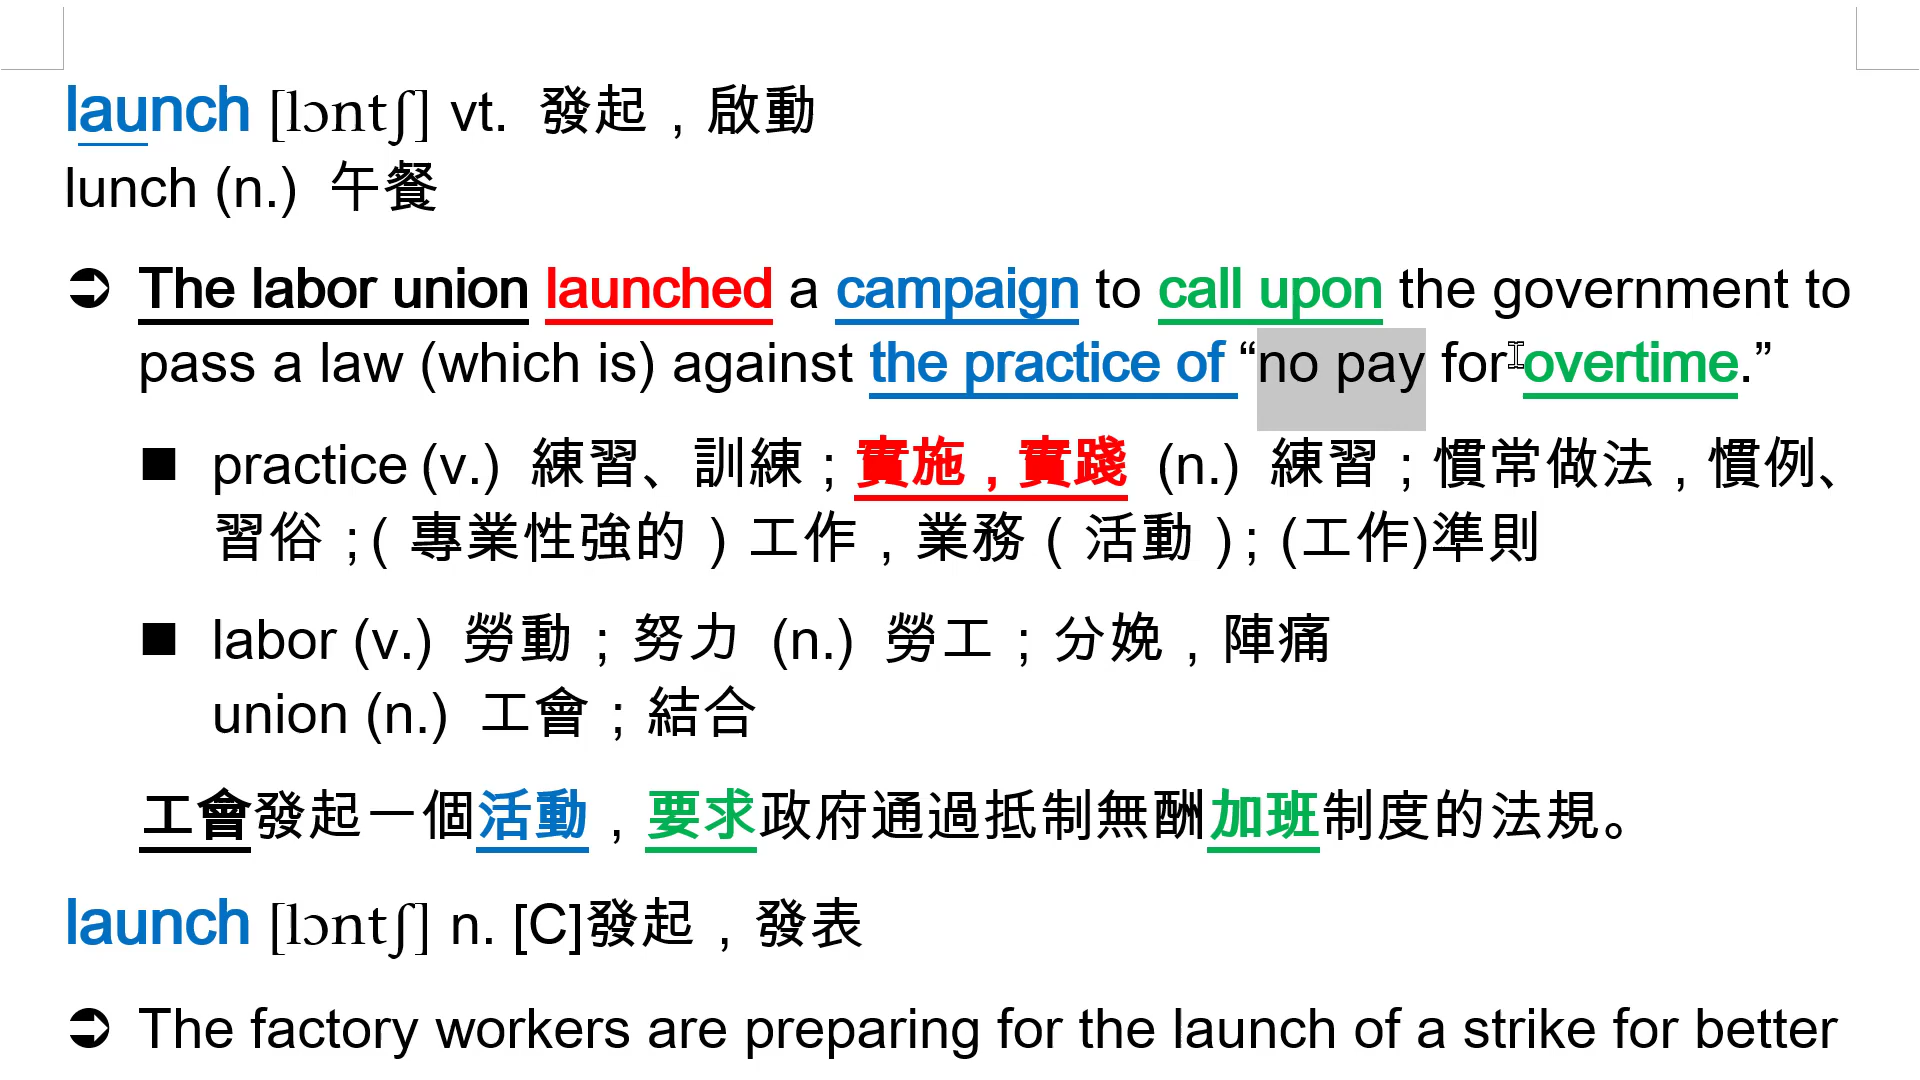 launch [lɔntʃ] vt. 發起，啟動
lunch (n.) 午餐
➲ The labor union launched a campaign to call upon the government to
pass a law (which is) against the practice of “no pay for overtime.”
■ practice (v.) 練習、訓練；實施，實踐 (n.) 練習；慣常做法，慣例、
習俗；（專業性強的）工作，業務（活動）；(工作)準則
■ labor (v.) 勞動；努力 (n.) 勞工；分娩，陣痛
union (n.) 工會；結合
工會發起一個活動，要求政府通過抵制無酬加班制度的法規。
launch [lɔntʃ] n. [C]發起，發表
➲ The factory workers are preparing for the launch of a strike for better